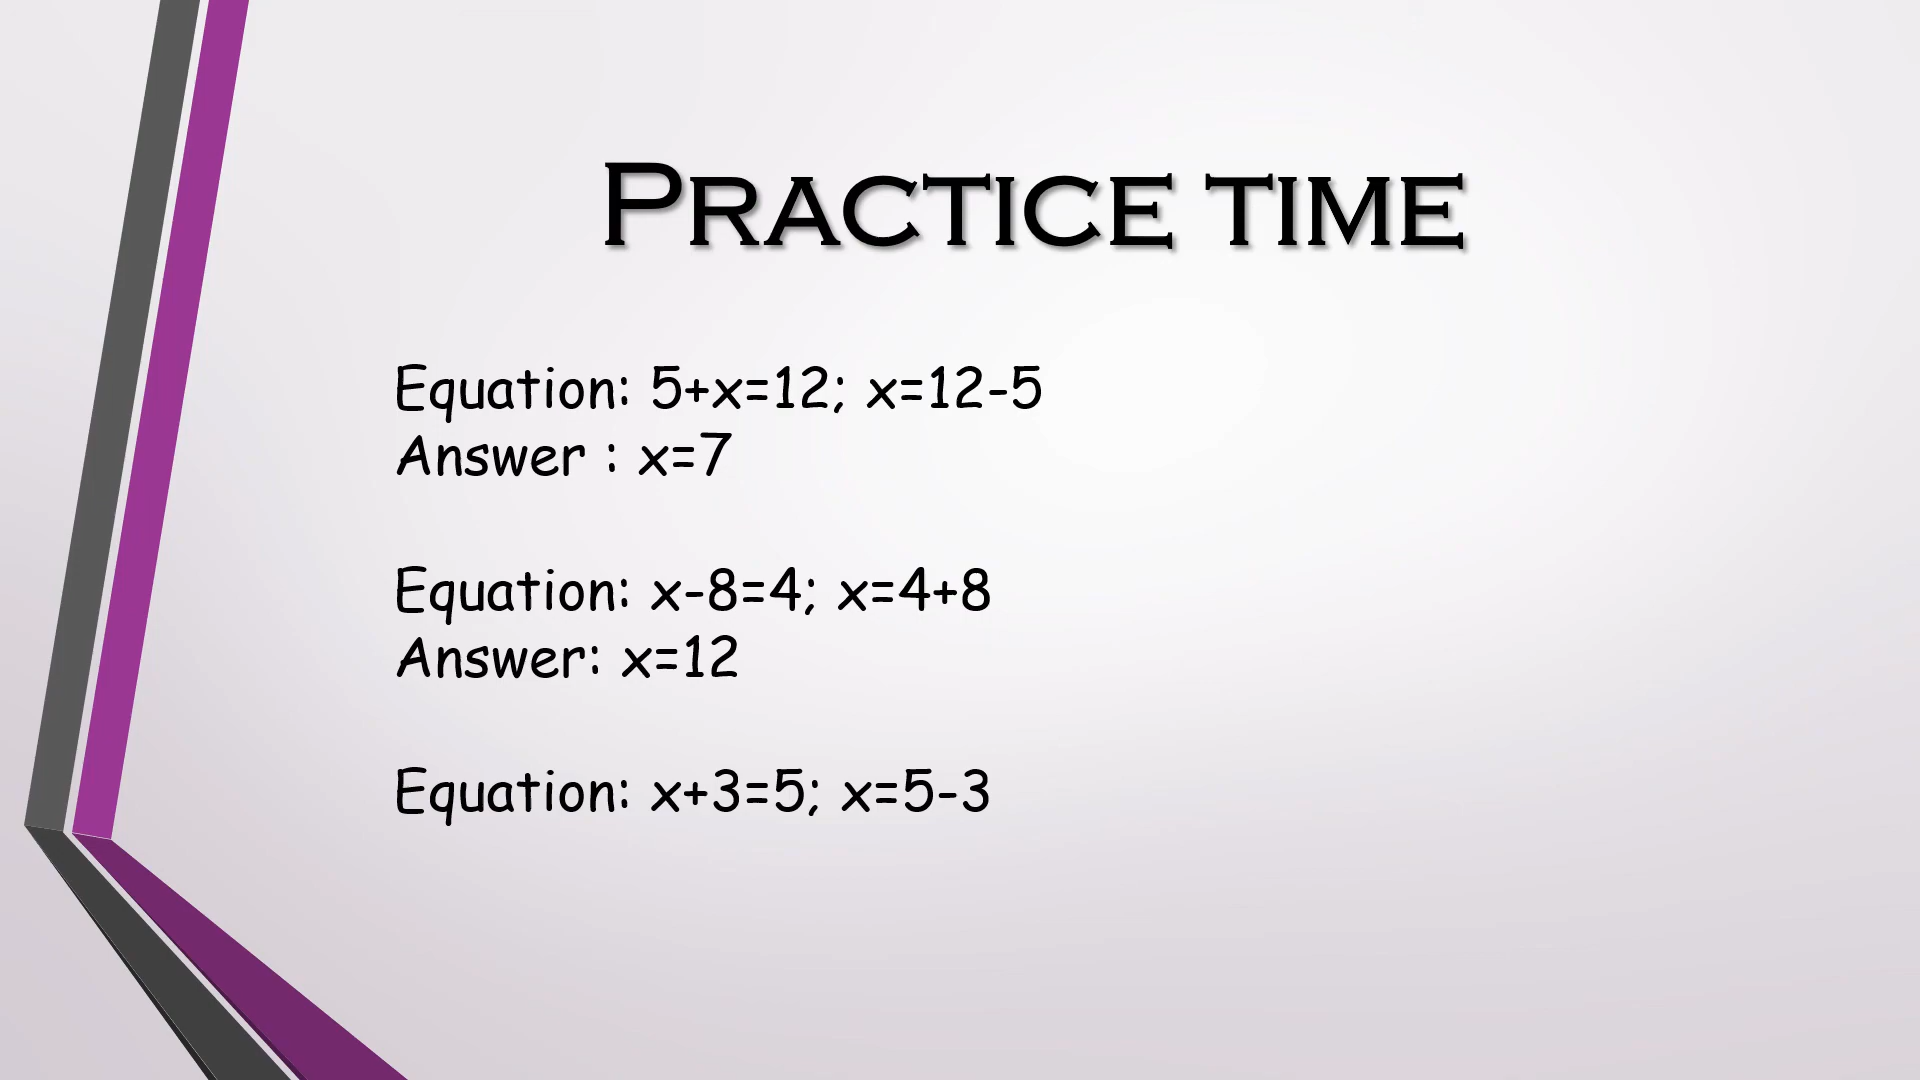 Practice time
Equation: 5+x=12; x=12-5
Answer : x=7
Equation: x-8=4; x=4+8
Answer: x=12
Equation: x+3=5; x=5-3